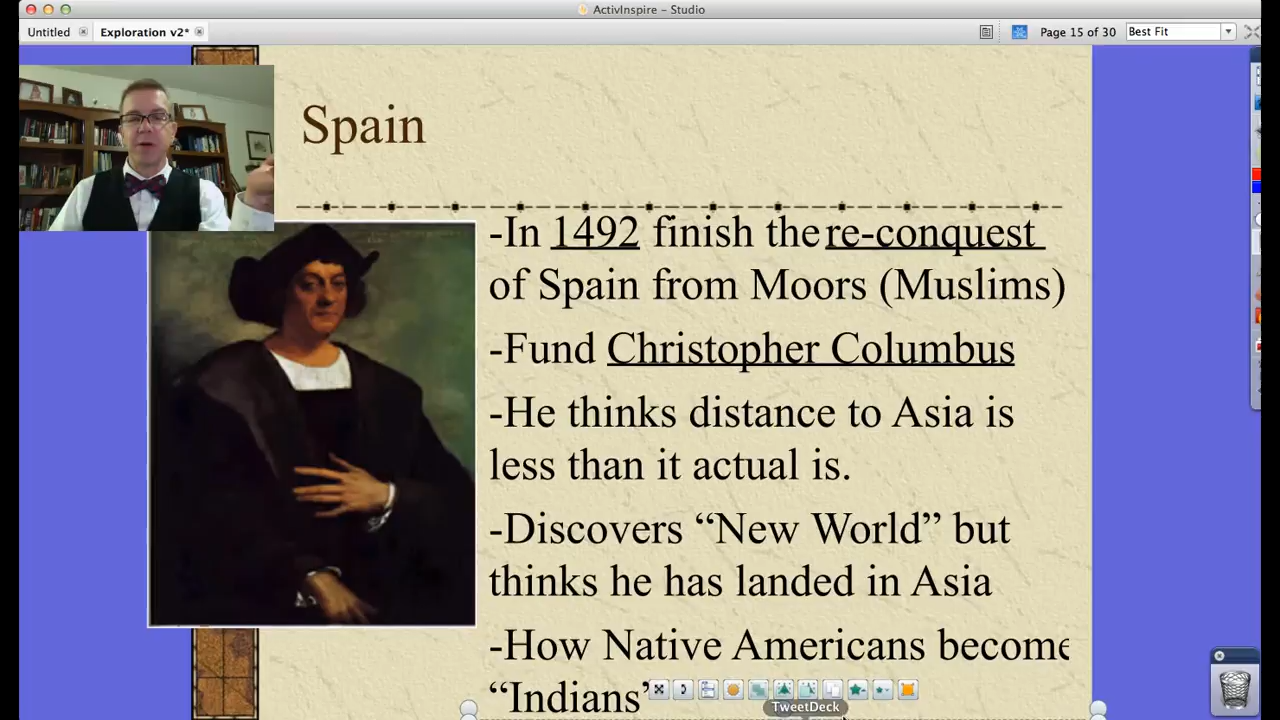 ActivInspire – Studio
Untitled
Exploration v2*
Page 15 of 30
Best Fit
Spain
-In 1492 finish the re-conquest
of Spain from Moors (Muslims)
-Fund Christopher Columbus
-He thinks distance to Asia is
less than it actual is.
-Discovers “New World” but
thinks he has landed in Asia
-How Native Americans become
“Indians”
TweetDeck